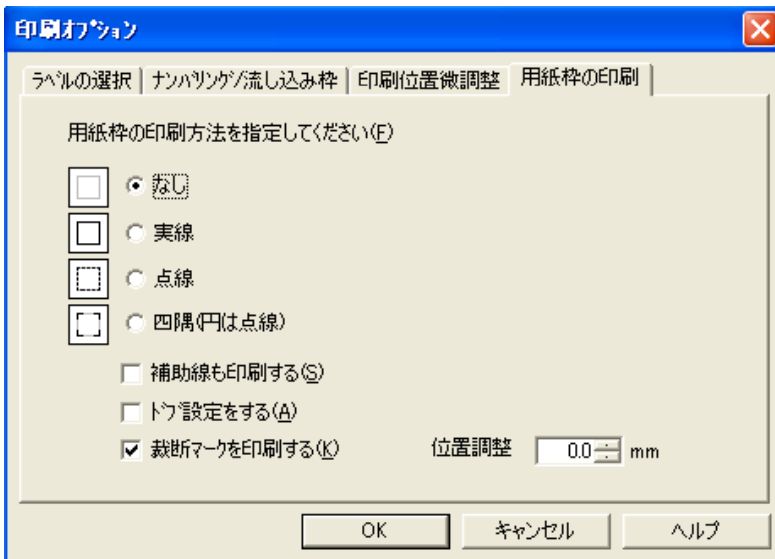 印刷ｵﾌﾟｼｮﾝ
ﾗﾍﾞﾙの選択 ﾅﾝﾊﾞﾘﾝｸﾞ/流し込み枠 印刷位置微調整 用紙枠の印刷
用紙枠の印刷方法を指定してください(F)
なし
実線
点線
四隅(円は点線)
補助線も印刷する(S)
ﾄﾞﾌﾞ設定をする(A)
裁断ﾏｰｸを印刷する(K) 位置調整 0.0 mm
OK ｷｬﾝｾﾙ ヘルプ